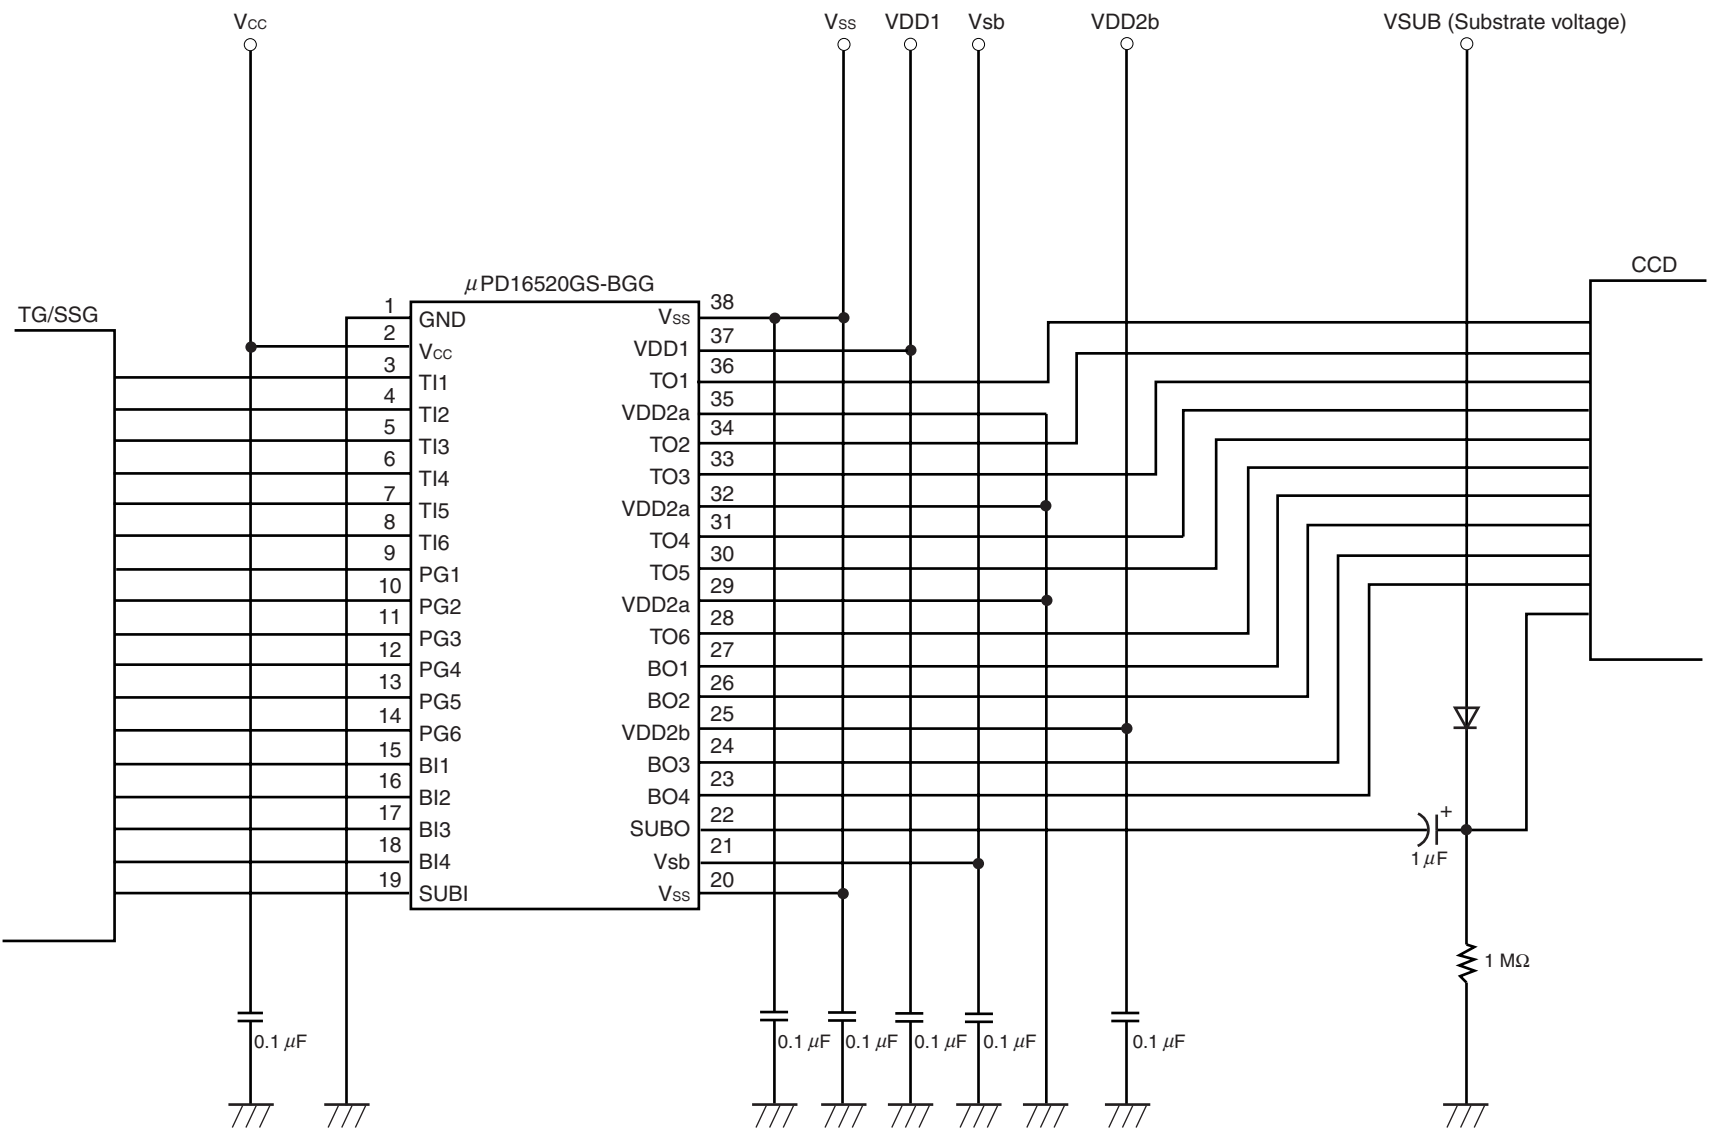 VCC
VSS
VDD1
Vsb
VDD2b
VSUB (Substrate voltage)
CCD
TG/SSG
μPD16520GS-BGG
1 GND
2 VCC
3 TI1
4 TI2
5 TI3
6 TI4
7 TI5
8 TI6
9 PG1
10 PG2
11 PG3
12 PG4
13 PG5
14 PG6
15 BI1
16 BI2
17 BI3
18 BI4
19 SUBI
VSS 38
VDD1 37
TO1 36
VDD2a 35
TO2 34
TO3 33
VDD2a 32
TO4 31
TO5 30
VDD2a 29
TO6 28
BO1 27
BO2 26
VDD2b 25
BO3 24
BO4 23
SUBO 22
Vsb 21
VSS 20
+
1 μF
1 MΩ
0.1 μF
0.1 μF
0.1 μF
0.1 μF
0.1 μF
0.1 μF